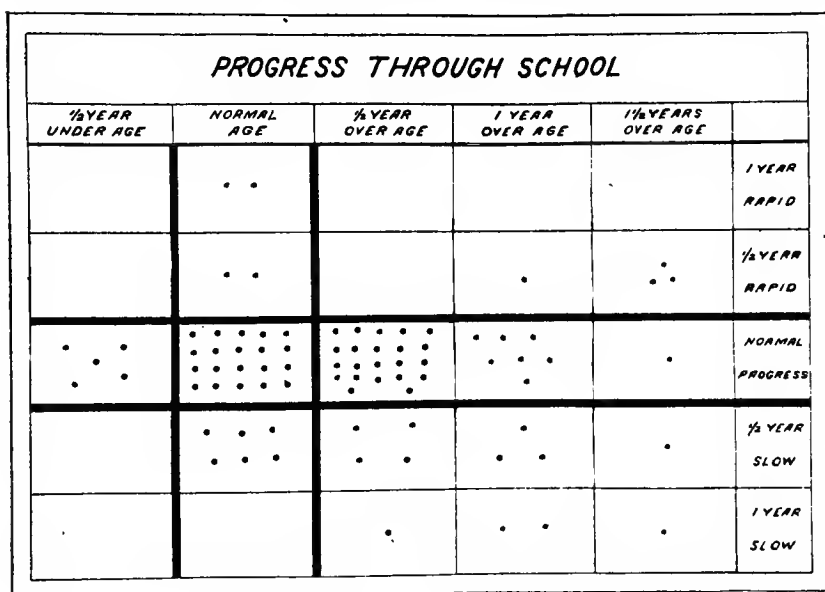 PROGRESS THROUGH SCHOOL
1/2 YEAR
UNDER AGE
NORMAL
AGE
1/2 YEAR
OVER AGE
1 YEAR
OVER AGE
1 1/2 YEARS
OVER AGE
1 YEAR
RAPID
1/2 YEAR
RAPID
NORMAL
PROGRESS
1/2 YEAR
SLOW
1 YEAR
SLOW